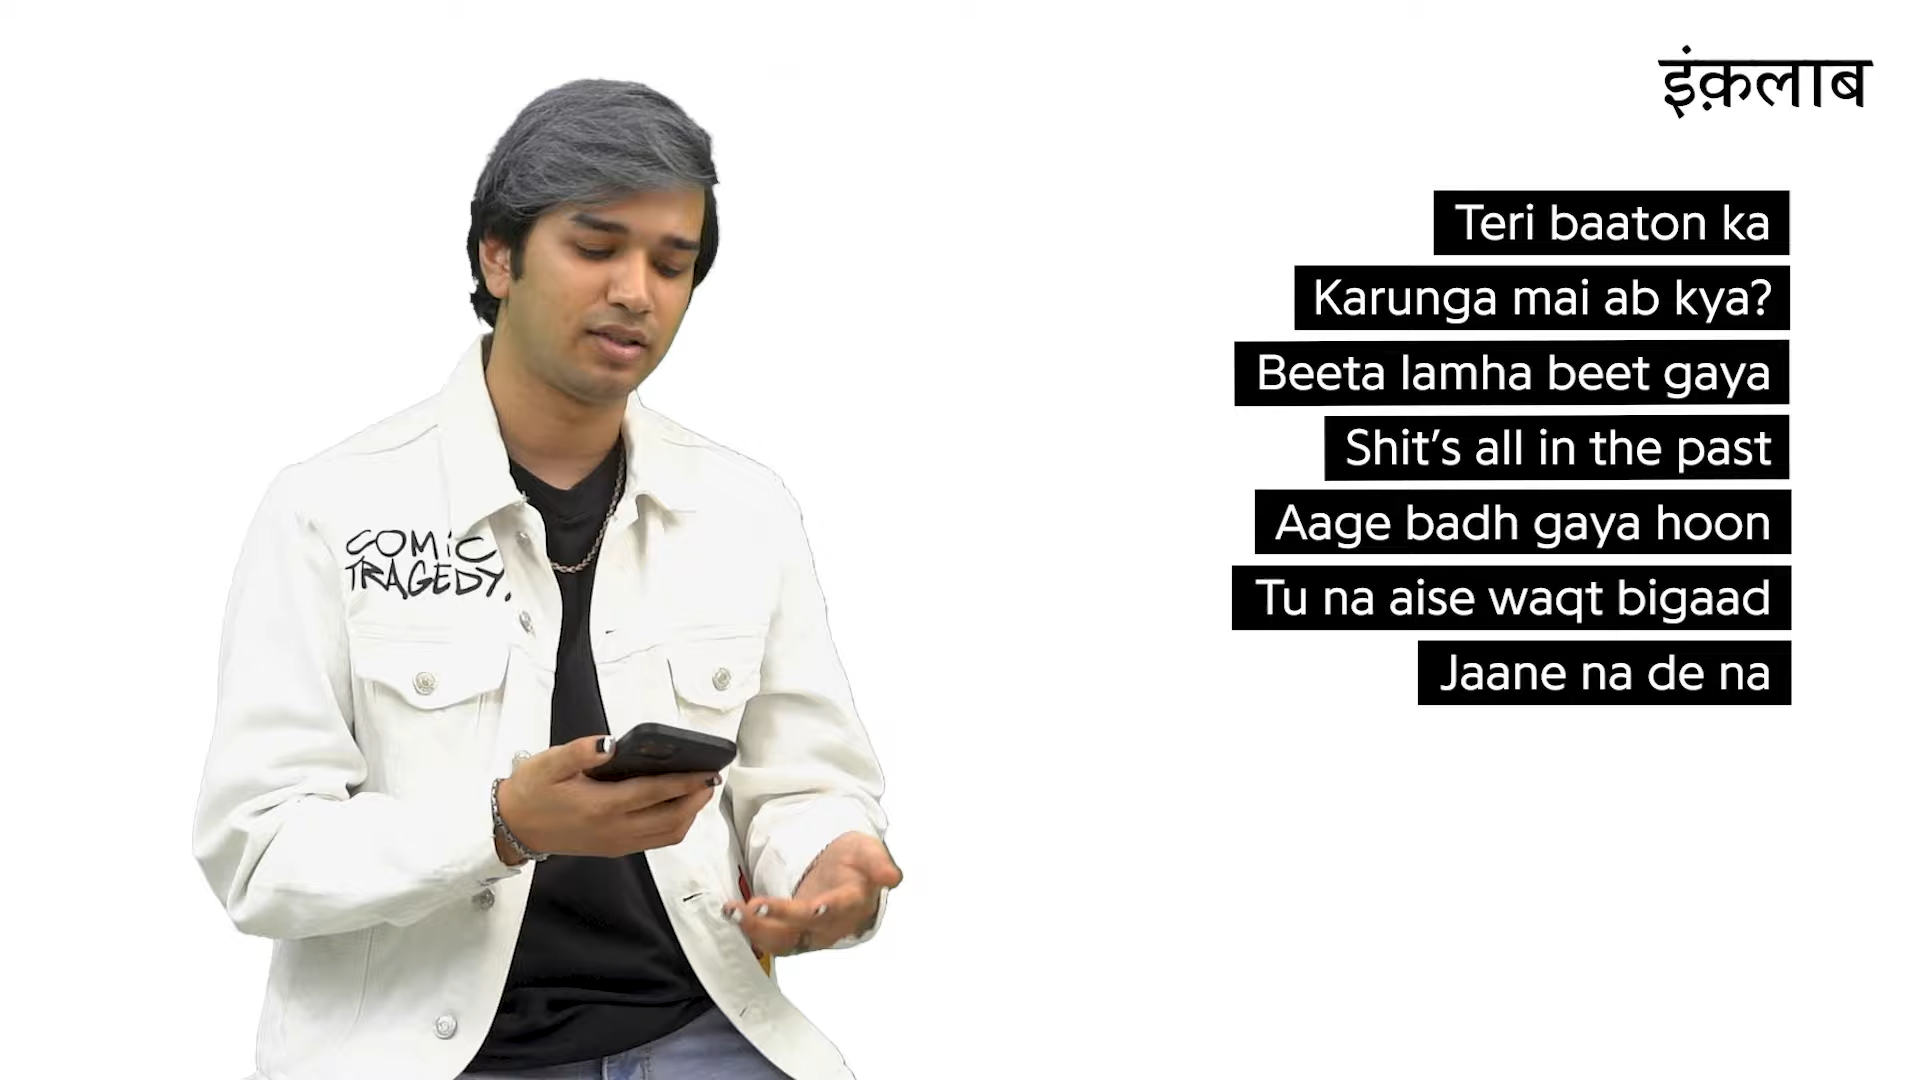 इंक़लाब
Teri baaton ka
Karunga mai ab kya?
Beeta lamha beet gaya
Shit’s all in the past
Aage badh gaya hoon
Tu na aise waqt bigaad
Jaane na de na
COMIC
TRAGEDY.